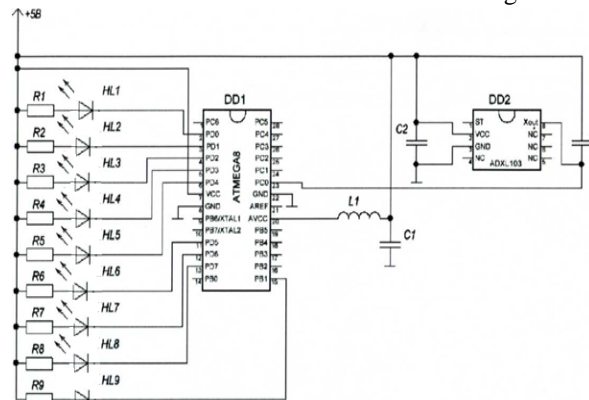 +5В
R1
HL1
R2
HL2
R3
HL3
R4
HL4
R5
HL5
R6
HL6
R7
HL7
R8
HL8
R9
HL9
DD1
ATMEGA8
PC6
PD0
PD1
PD2
PD3
PD4
VCC
GND
PB6/XTAL1
PB7/XTAL2
PD5
PD6
PD7
PB0
PC5
PC4
PC3
PC2
PC1
PC0
GND
AREF
AVCC
PB5
PB4
PB3
PB2
PB1
L1
C1
C2
DD2
ST
VCC
GND
NC
Xout
NC
NC
NC
ADXL103